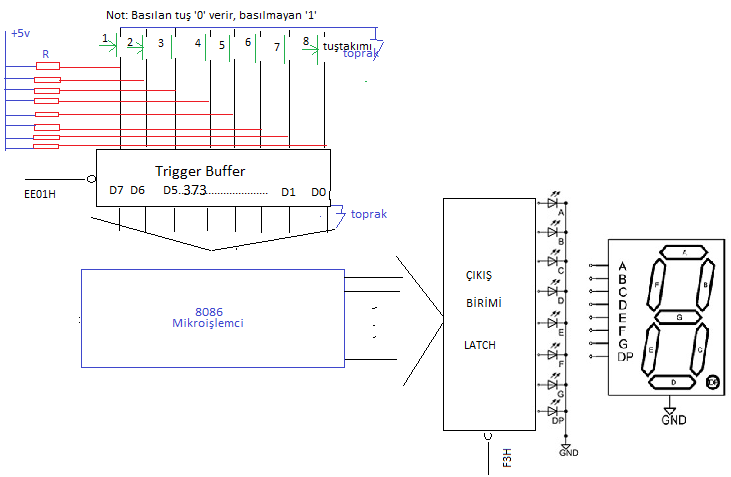 Not: Basılan tuş '0' verir, basılmayan '1'
+5v
R
1
2
3
4
5
6
7
8
tuştakımı
toprak
Trigger Buffer
D7 D6 D5..373...................... D1 D0
EE01H
toprak
8086
Mikroişlemci
ÇIKIŞ
BİRİMİ
LATCH
A
B
C
D
E
F
G
DP
GND
F3H
A
B
C
D
E
F
G
DP
A
F
B
G
E
G
D
DP
GND